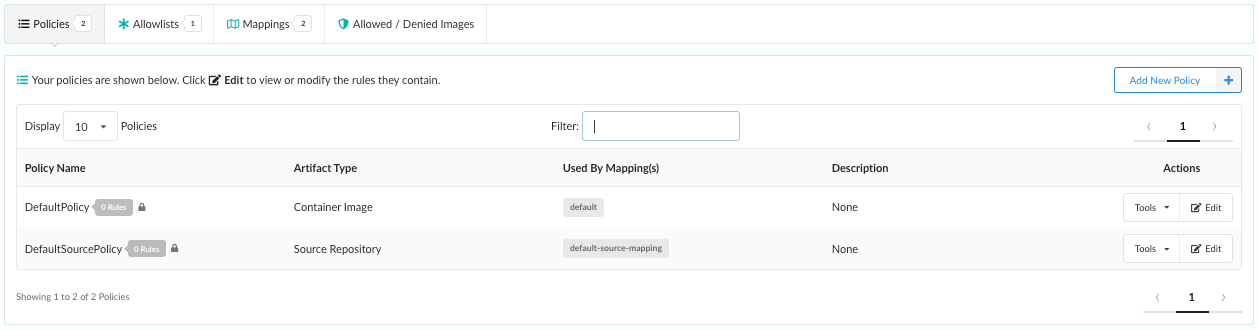 Policies 2 Allowlists 1 Mappings 2 Allowed / Denied Images
Your policies are shown below. Click Edit to view or modify the rules they contain. Add New Policy +
Display 10 Policies Filter: 1
Policy Name Artifact Type Used By Mapping(s) Description Actions
DefaultPolicy 0 Rules Container Image default None Tools Edit
DefaultSourcePolicy 0 Rules Source Repository default-source-mapping None Tools Edit
Showing 1 to 2 of 2 Policies 1